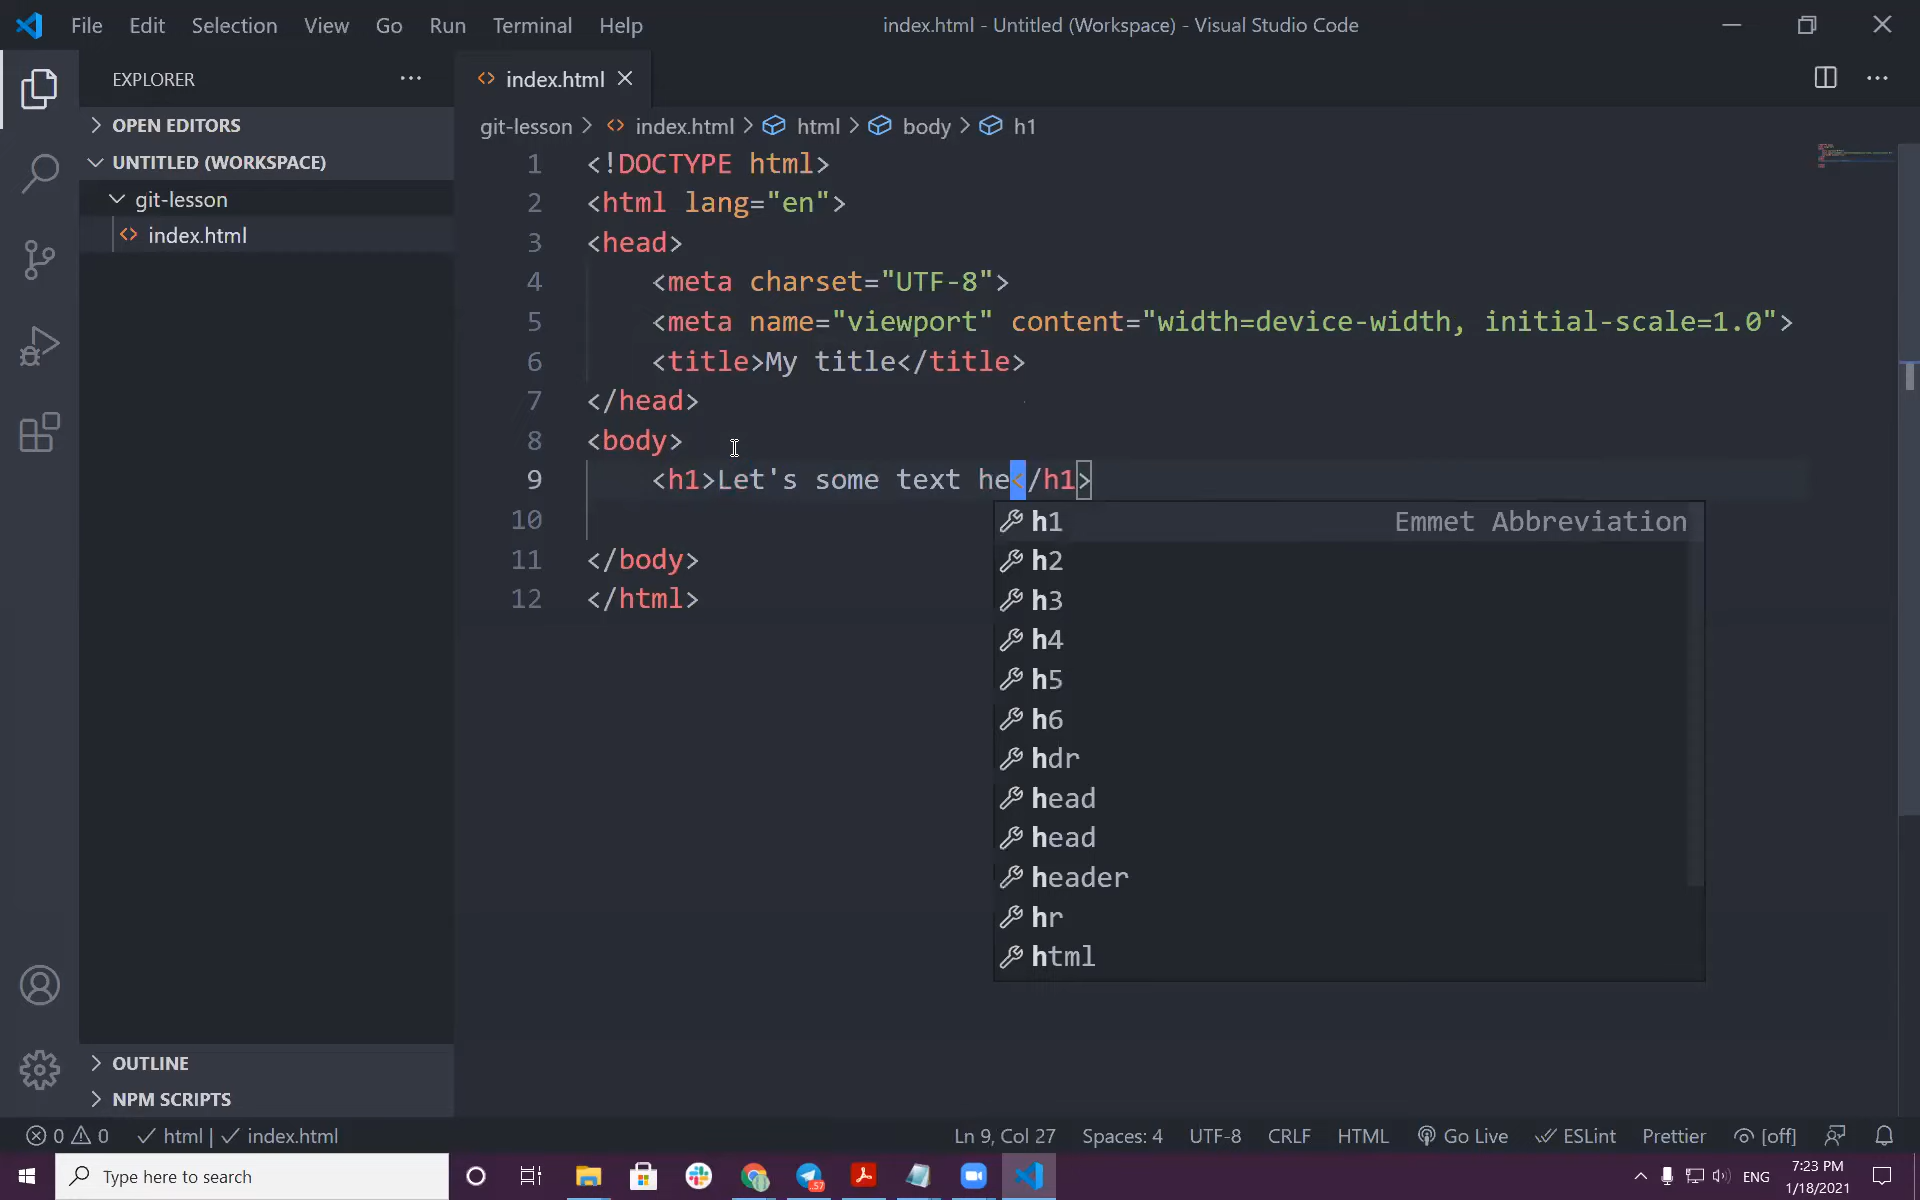 File Edit Selection View Go Run Terminal Help
index.html - Untitled (Workspace) - Visual Studio Code
EXPLORER
index.html
OPEN EDITORS
git-lesson > index.html > html > body > h1
UNTITLED (WORKSPACE)
git-lesson
index.html
1 <!DOCTYPE html>
2 <html lang="en">
3 <head>
4 <meta charset="UTF-8">
5 <meta name="viewport" content="width=device-width, initial-scale=1.0">
6 <title>My title</title>
7 </head>
8 <body>
9 <h1>Let's some text he</h1>
10
11 </body>
12 </html>
h1 Emmet Abbreviation
h2
h3
h4
h5
h6
hdr
head
head
header
hr
html
OUTLINE
NPM SCRIPTS
0 0 html | index.html Ln 9, Col 27 Spaces: 4 UTF-8 CRLF HTML Go Live ESLint Prettier [off]
Type here to search
.57
ENG
7:23 PM
1/18/2021